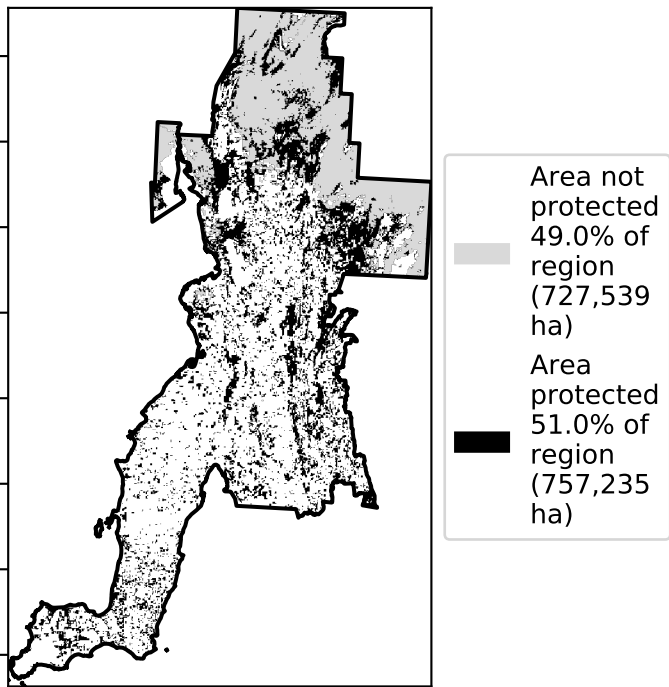 Area not
protected
49.0% of
region
(727,539
ha)
Area
protected
51.0% of
region
(757,235
ha)